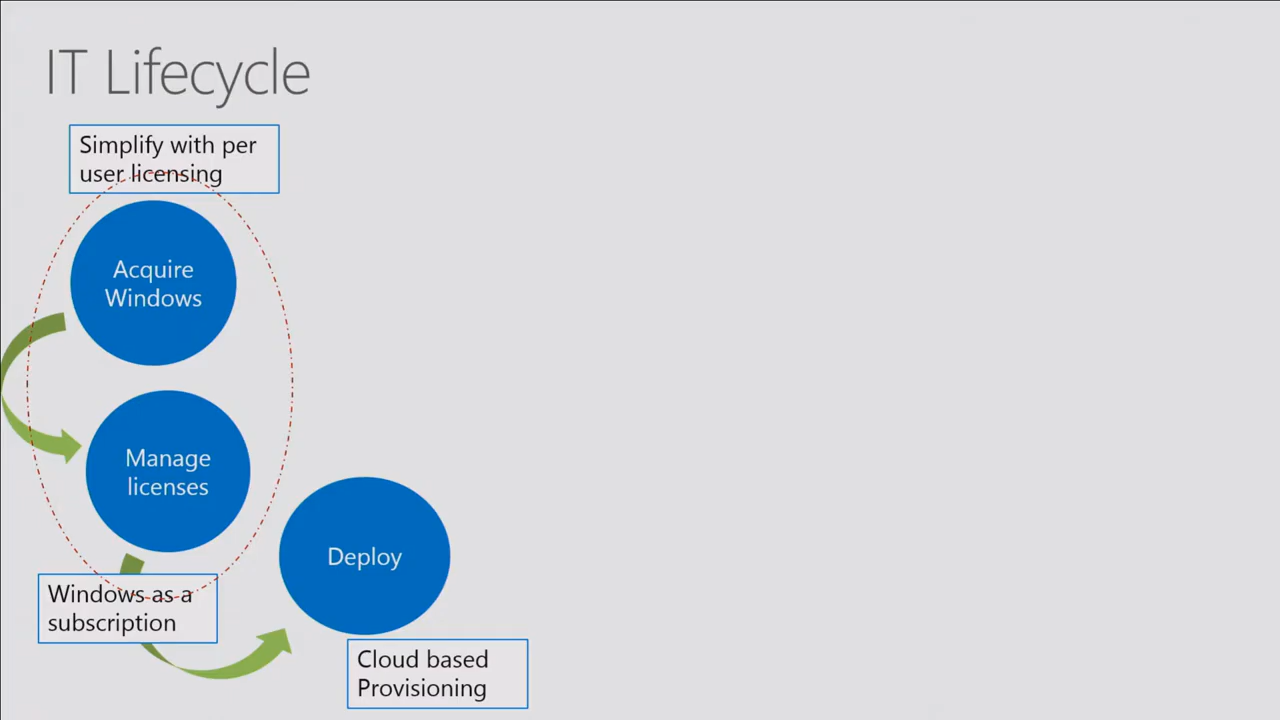 IT Lifecycle
Simplify with per
user licensing
Acquire
Windows
Manage
licenses
Windows as a
subscription
Deploy
Cloud based
Provisioning